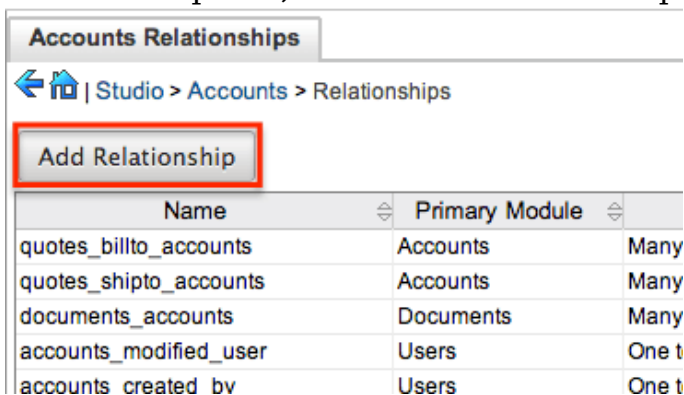 Accounts Relationships
| Studio > Accounts > Relationships
Add Relationship
Name Primary Module
quotes_billto_accounts Accounts Many
quotes_shipto_accounts Accounts Many
documents_accounts Documents Many
accounts_modified_user Users One
accounts_created_by Users One